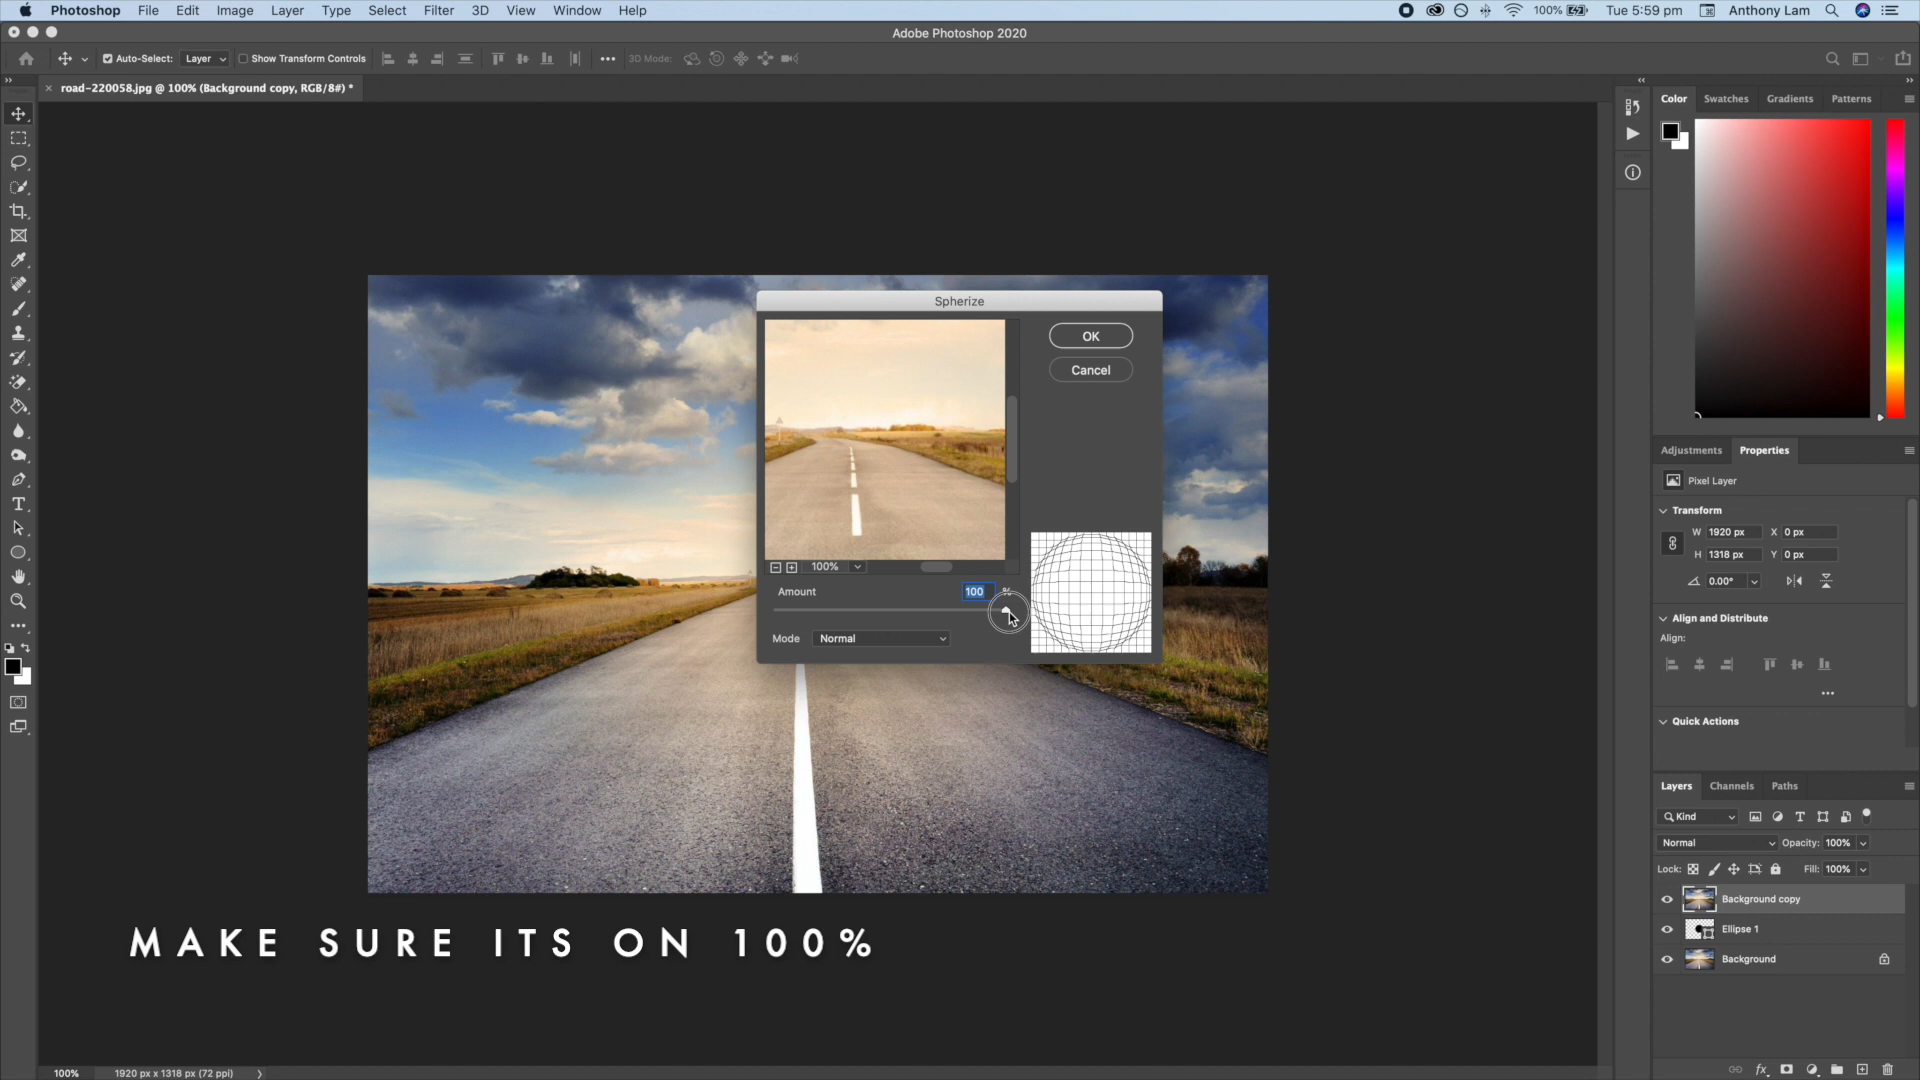 Photoshop File Edit Image Layer Type Select Filter 3D View Window Help 100% Tue 5:59 pm Anthony Lam
Adobe Photoshop 2020
Auto-Select: Layer Show Transform Controls 3D Mode:
road-220058.jpg @ 100% (Background copy, RGB/8#) *
Color Swatches Gradients Patterns
Spherize
OK
Cancel
100%
Amount 100 %
Mode Normal
Adjustments Properties
Pixel Layer
Transform
W 1920 px X 0 px
H 1318 px Y 0 px
0.00°
Align and Distribute
Align:
Quick Actions
Layers Channels Paths
Kind
Normal Opacity: 100%
Lock: Fill: 100%
Background copy
Ellipse 1
Background
fx
MAKE SURE ITS ON 100%
100% 1920 px x 1318 px (72 ppi)